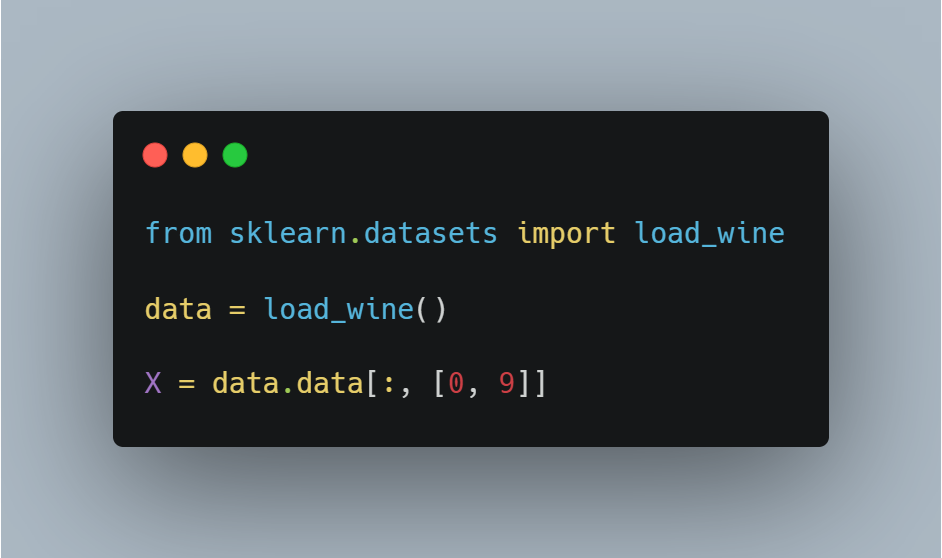 from sklearn.datasets import load_wine
data = load_wine()
X = data.data[:, [0, 9]]